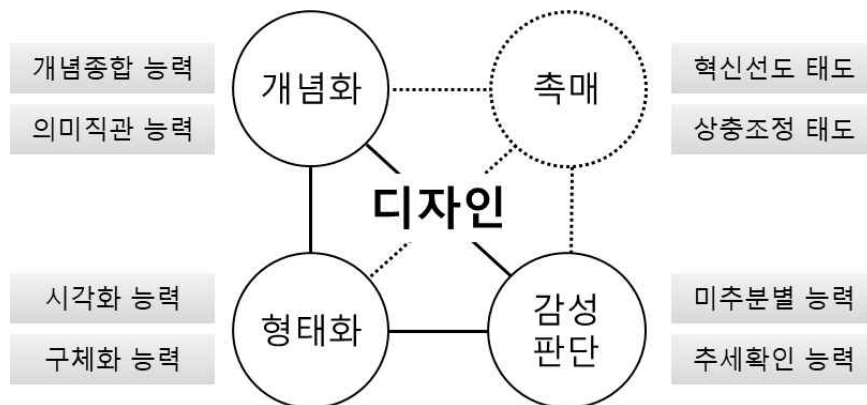 개념종합 능력
의미직관 능력
개념화
촉매
혁신선도 태도
상충조정 태도
디자인
시각화 능력
구체화 능력
형태화
감성
판단
미추분별 능력
추세확인 능력